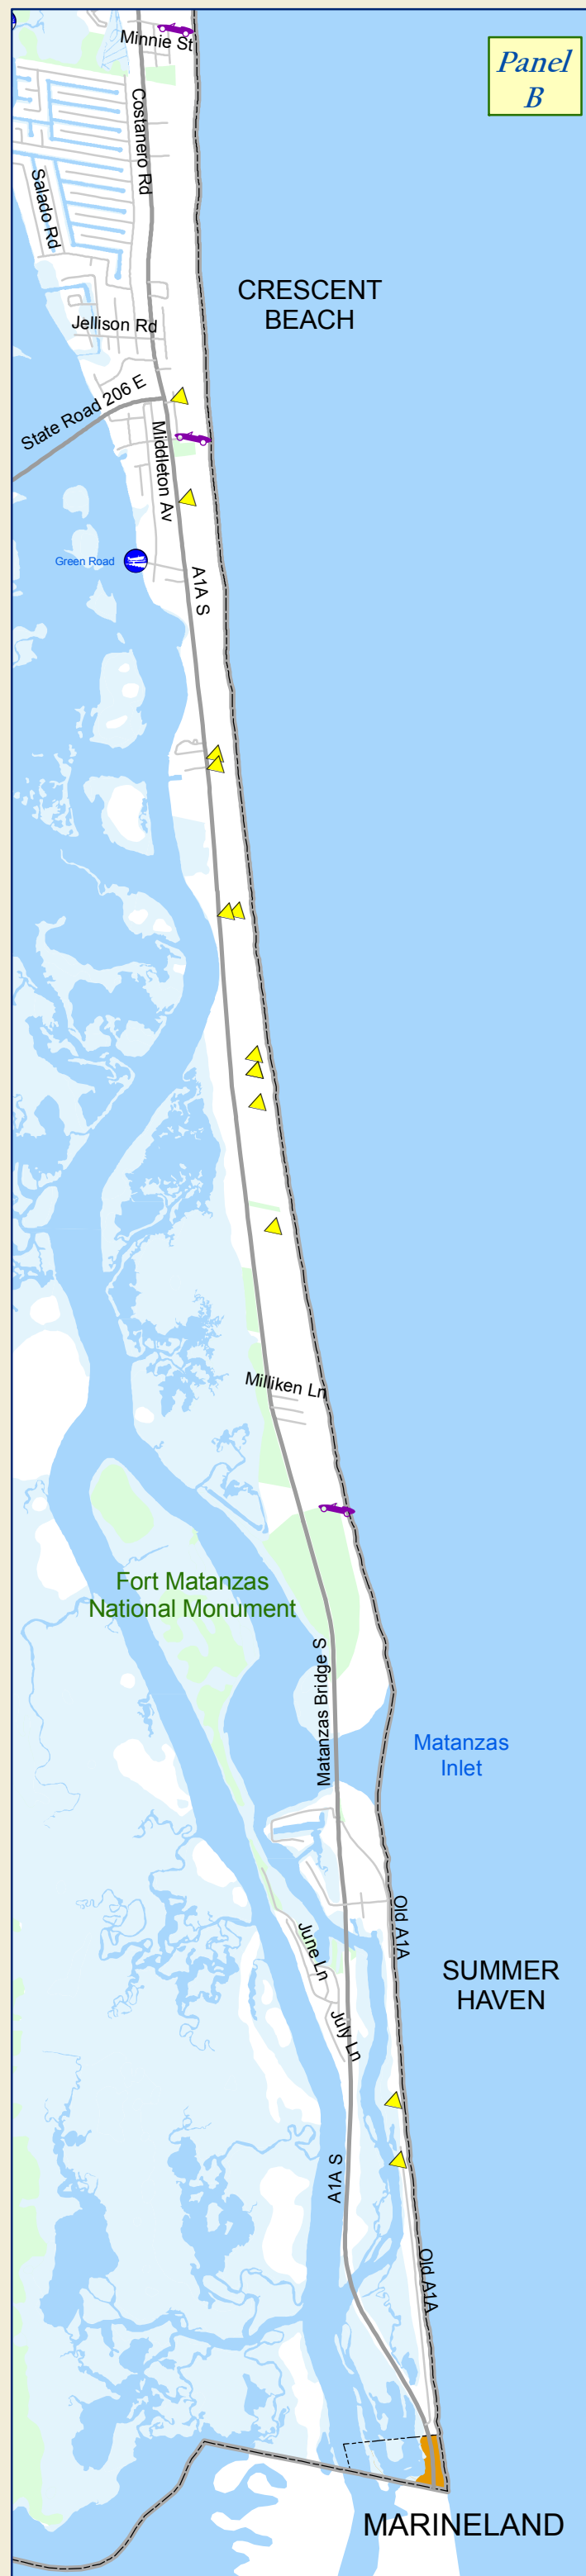 Minnie St
Panel
B
Costanero Rd
Salado Rd
CRESCENT
BEACH
Jellison Rd
State Road 206 E
Middleton Av
Green Road
A1A S
Milliken Ln
Fort Matanzas
National Monument
Matanzas Bridge S
Matanzas
Inlet
Old A1A
June Ln
SUMMER
HAVEN
July Ln
A1A S
Old A1A
MARINELAND